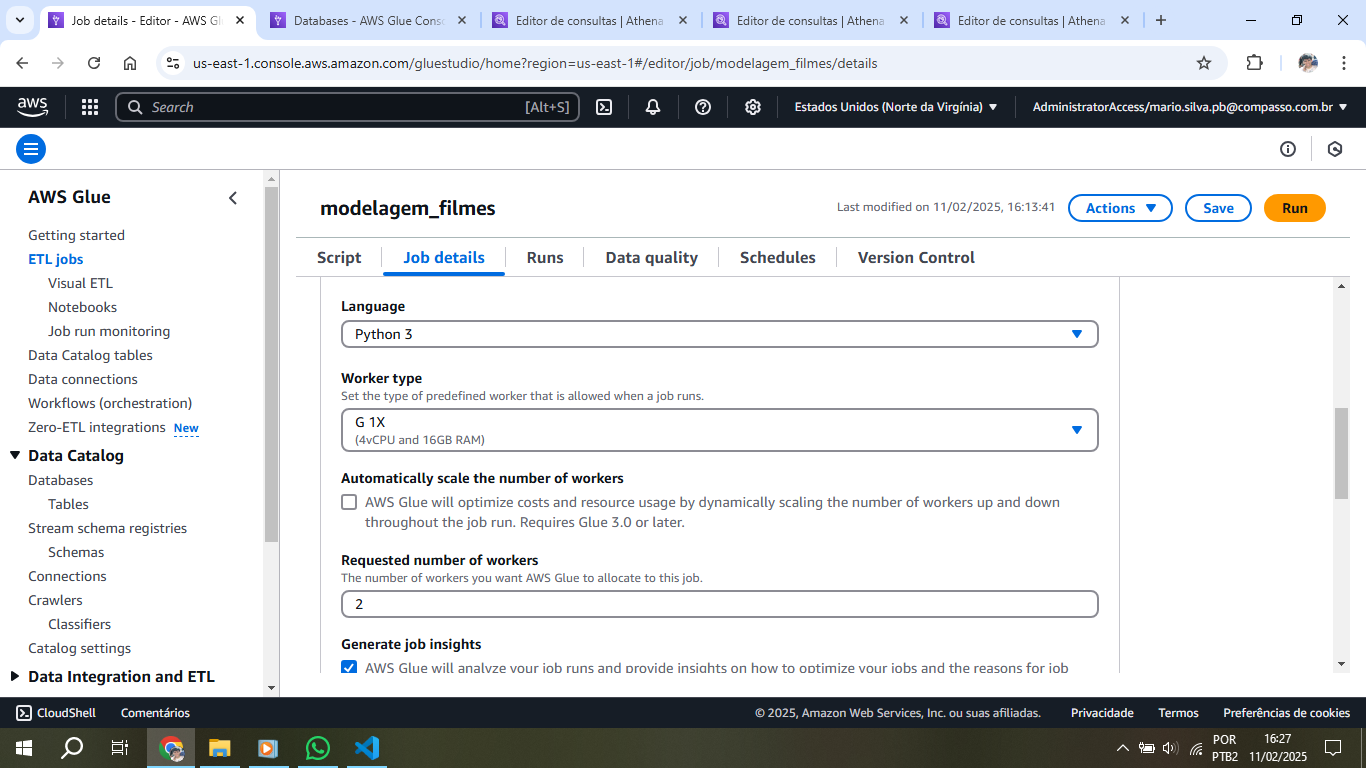 Job details - Editor - AWS Gl
Databases - AWS Glue Cons
Editor de consultas | Athena
Editor de consultas | Athena
Editor de consultas | Athena
us-east-1.console.aws.amazon.com/gluestudio/home?region=us-east-1#/editor/job/modelagem_filmes/details
aws
Search
[Alt+S]
Estados Unidos (Norte da Virgínia)
AdministratorAccess/mario.silva.pb@compasso.com.br
AWS Glue
Getting started
ETL jobs
Visual ETL
Notebooks
Job run monitoring
Data Catalog tables
Data connections
Workflows (orchestration)
Zero-ETL integrations New
Data Catalog
Databases
Tables
Stream schema registries
Schemas
Connections
Crawlers
Classifiers
Catalog settings
Data Integration and ETL
modelagem_filmes
Last modified on 11/02/2025, 16:13:41
Actions
Save
Run
Script
Job details
Runs
Data quality
Schedules
Version Control
Language
Python 3
Worker type
Set the type of predefined worker that is allowed when a job runs.
G 1X
(4vCPU and 16GB RAM)
Automatically scale the number of workers
AWS Glue will optimize costs and resource usage by dynamically scaling the number of workers up and down
throughout the job run. Requires Glue 3.0 or later.
Requested number of workers
The number of workers you want AWS Glue to allocate to this job.
2
Generate job insights
AWS Glue will analyze your job runs and provide insights on how to optimize your jobs and the reasons for job
CloudShell
Comentários
© 2025, Amazon Web Services, Inc. ou suas afiliadas.
Privacidade
Termos
Preferências de cookies
POR
PTB2
16:27
11/02/2025